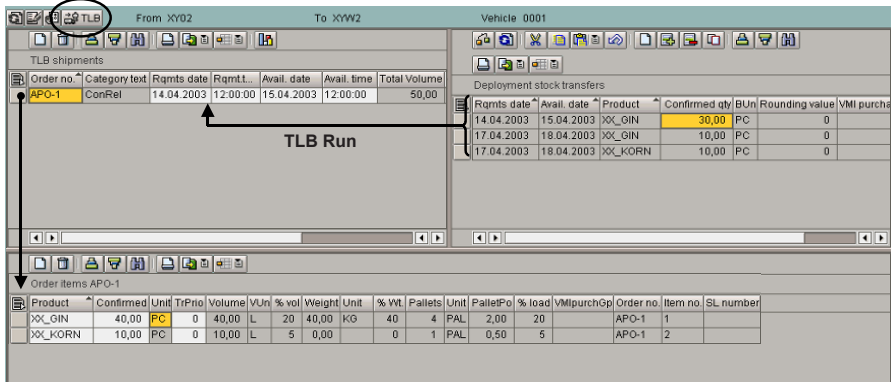 TLB From XY02 To XYW2 Vehicle 0001
TLB shipments
Order no. Category text Rqmts date Rqmt.t... Avail. date Avail. time Total Volume
APO-1 ConRel 14.04.2003 12:00:00 15.04.2003 12:00:00 50,00
TLB Run
Deployment stock transfers
Rqmts date Avail. date Product Confirmed qty BUn Rounding value VMI purcha
14.04.2003 15.04.2003 XX_GIN 30,00 PC 0
17.04.2003 18.04.2003 XX_GIN 10,00 PC 0
17.04.2003 18.04.2003 XX_KORN 10,00 PC 0
Order items APO-1
Product Confirmed Unit TrPrio Volume VUn % vol Weight Unit % Wt. Pallets Unit PalletPo % load VMIpurchGp Order no. Item no. SL number
XX_GIN 40,00 PC 0 40,00 L 20 40,00 KG 40 4 PAL 2,00 20 APO-1 1
XX_KORN 10,00 PC 0 10,00 L 5 0,00 0 1 PAL 0,50 5 APO-1 2